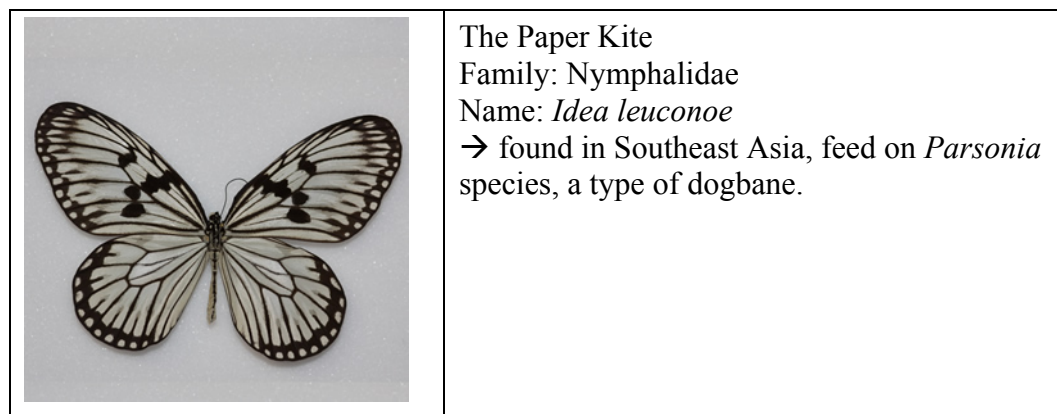 The Paper Kite
Family: Nymphalidae
Name: Idea leuconoe
→ found in Southeast Asia, feed on Parsonia
species, a type of dogbane.